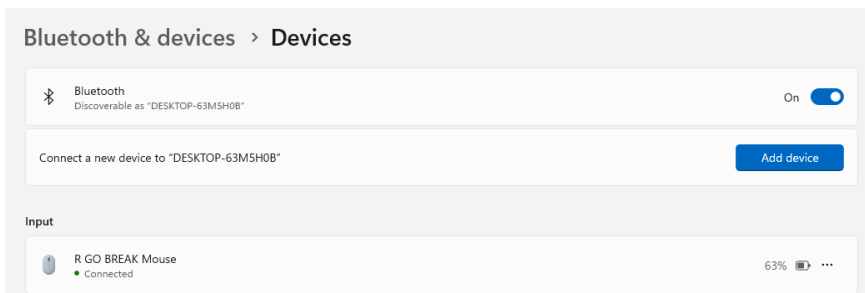 Bluetooth & devices > Devices
Bluetooth
Discoverable as "DESKTOP-63M5H0B"
On
Connect a new device to "DESKTOP-63M5H0B"
Add device
Input
R GO BREAK Mouse
Connected
63%